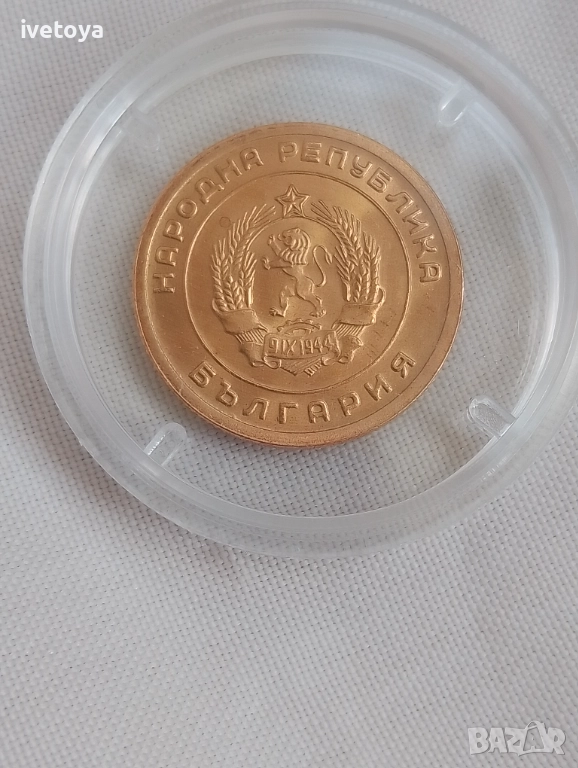 ivetoya
НАРОДНА РЕПУБЛИКА
9 IX 1944
БЪЛГАРИЯ
BAZAR